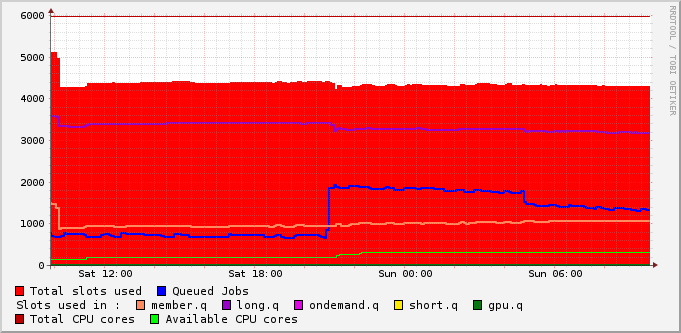 6000
5000
4000
3000
2000
1000
0
Sat 12:00 Sat 18:00 Sun 00:00 Sun 06:00
Total slots used Queued Jobs
Slots used in : member.q long.q ondemand.q short.q gpu.q
Total CPU cores Available CPU cores
RRDTOOL / TOBI OETIKER